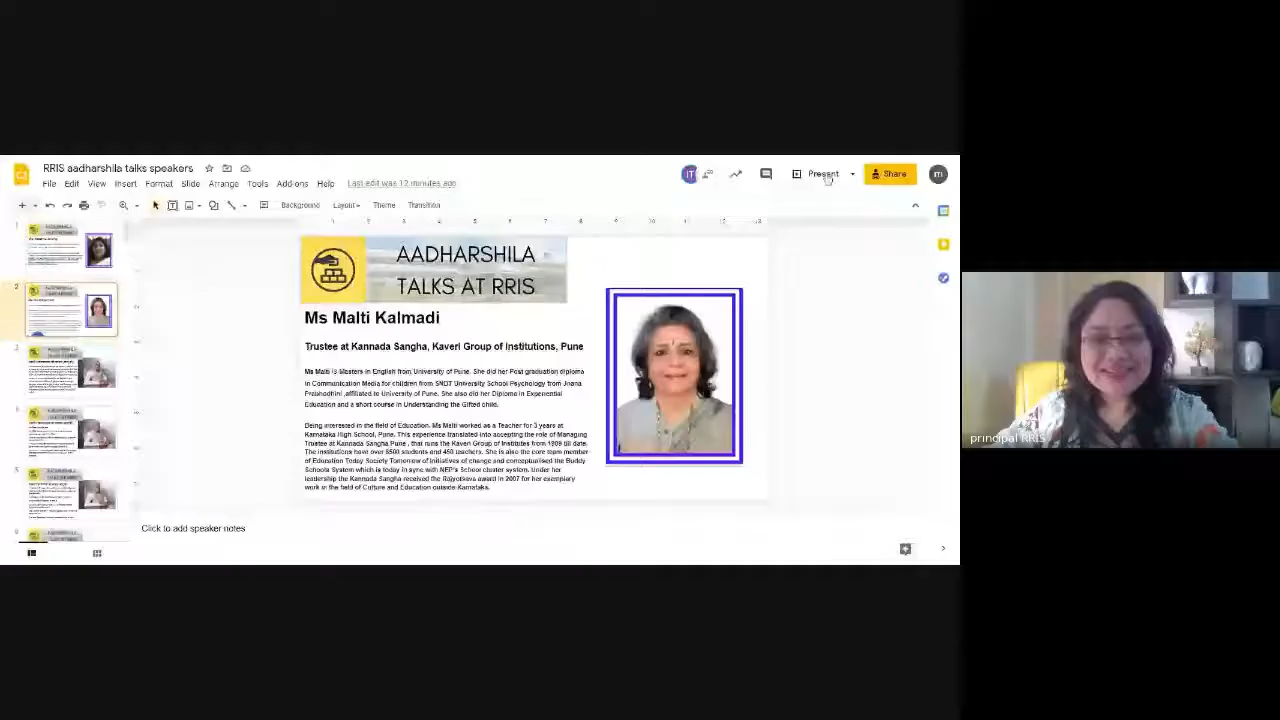 RRIS aadharshila talks speakers
File Edit View Insert Format Slide Arrange Tools Add-ons Help Last edit was 12 minutes ago
Present
Share
m
IT
Background Layout Theme Transition
AADHARSHILA
TALKS AT RRIS
Ms Malti Kalmadi
Trustee at Kannada Sangha, Kaveri Group of Institutions, Pune
Ms Malti is Masters in English from University of Pune. She did her Post graduation diploma
in Communication Media for children from SNDT University School Psychology from Jnana
Prabhodhini ,affiliated to University of Pune. She also did her Diploma in Experiential
Education and a short course in Understanding the Gifted child.
Being interested in the field of Education, Ms Malti worked as a Teacher for 3 years at
Karnataka High School, Pune. This experience translated into accepting the role of Managing
Trustee at Kannada Sangha,Pune , that runs the Kaveri Group of Institutes from till date.
The institutions have over students and 450 teachers. She is also the core team member
of Education Today Society Tomorrow of Initiatives of change and conceptualised the Buddy
Schools System which is today in sync with NEP's School cluster system. Under her
leadership the Kannada Sangha received the Rajyotsava award in 2007 for her exemplary
work in the field of Culture and Education outside Karnataka.
Click to add speaker notes
principal RRIS